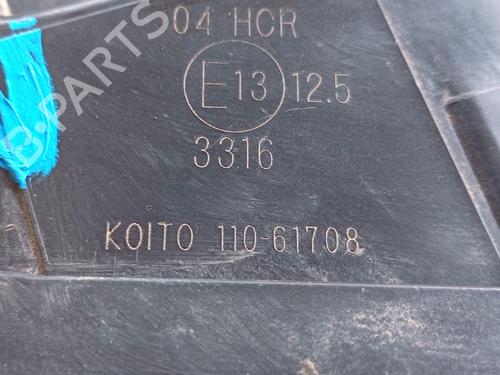 B-PARTS
04 HCR
E13 12.5
3316
KOITO 110-61708